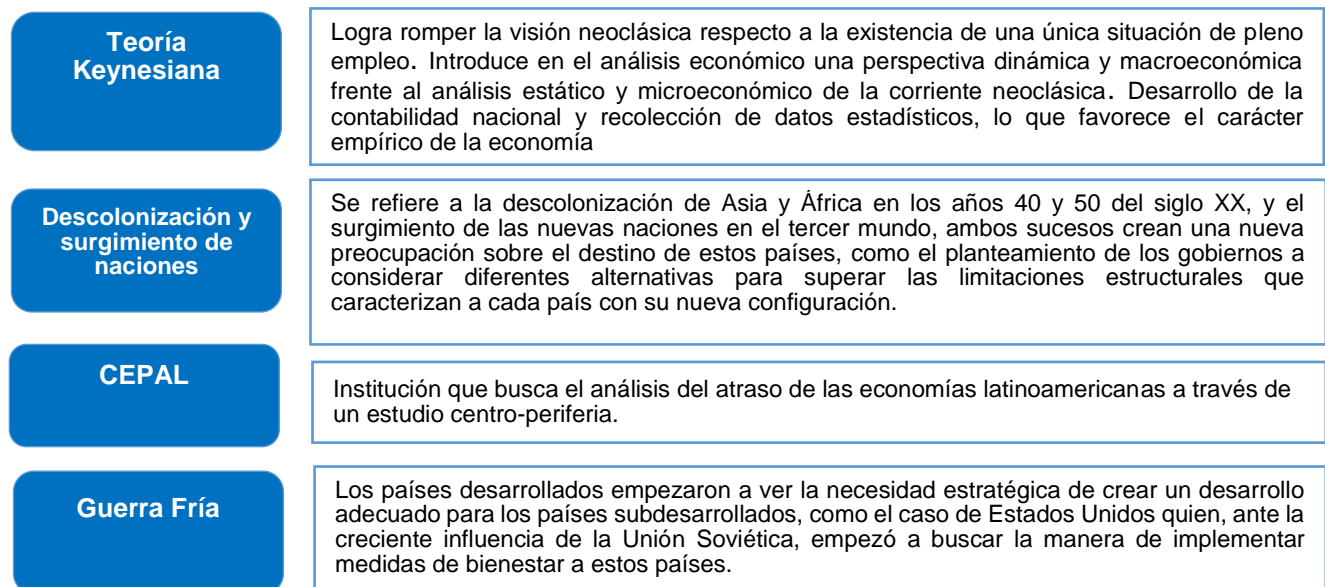 Teoría
Keynesiana
Logra romper la visión neoclásica respecto a la existencia de una única situación de pleno
empleo. Introduce en el análisis económico una perspectiva dinámica y macroeconómica
frente al análisis estático y microeconómico de la corriente neoclásica. Desarrollo de la
contabilidad nacional y recolección de datos estadísticos, lo que favorece el carácter
empírico de la economía
Descolonización y
surgimiento de
naciones
Se refiere a la descolonización de Asia y África en los años 40 y 50 del siglo XX, y el
surgimiento de las nuevas naciones en el tercer mundo, ambos sucesos crean una nueva
preocupación sobre el destino de estos países, como el planteamiento de los gobiernos a
considerar diferentes alternativas para superar las limitaciones estructurales que
caracterizan a cada país con su nueva configuración.
CEPAL
Institución que busca el análisis del atraso de las economías latinoamericanas a través de
un estudio centro-periferia.
Guerra Fría
Los países desarrollados empezaron a ver la necesidad estratégica de crear un desarrollo
adecuado para los países subdesarrollados, como el caso de Estados Unidos quien, ante la
creciente influencia de la Unión Soviética, empezó a buscar la manera de implementar
medidas de bienestar a estos países.